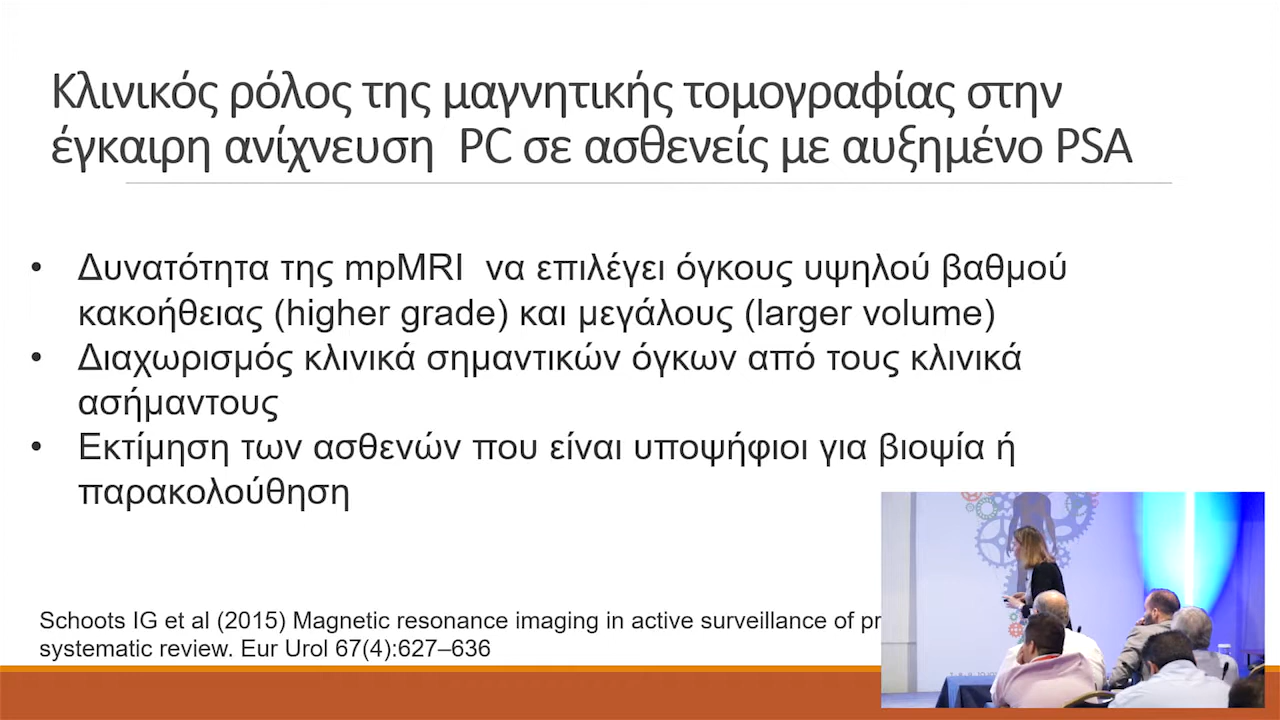 Κλινικός ρόλος της μαγνητικής τομογραφίας στην
έγκαιρη ανίχνευση PC σε ασθενείς με αυξημένο PSA
• Δυνατότητα της mpMRI να επιλέγει όγκους υψηλού βαθμού
κακοήθειας (higher grade) και μεγάλους (larger volume)
• Διαχωρισμός κλινικά σημαντικών όγκων από τους κλινικά
ασήμαντους
• Εκτίμηση των ασθενών που είναι υποψήφιοι για βιοψία ή
παρακολούθηση
Schoots IG et al (2015) Magnetic resonance imaging in active surveillance of pr
systematic review. Eur Urol 67(4):627–636